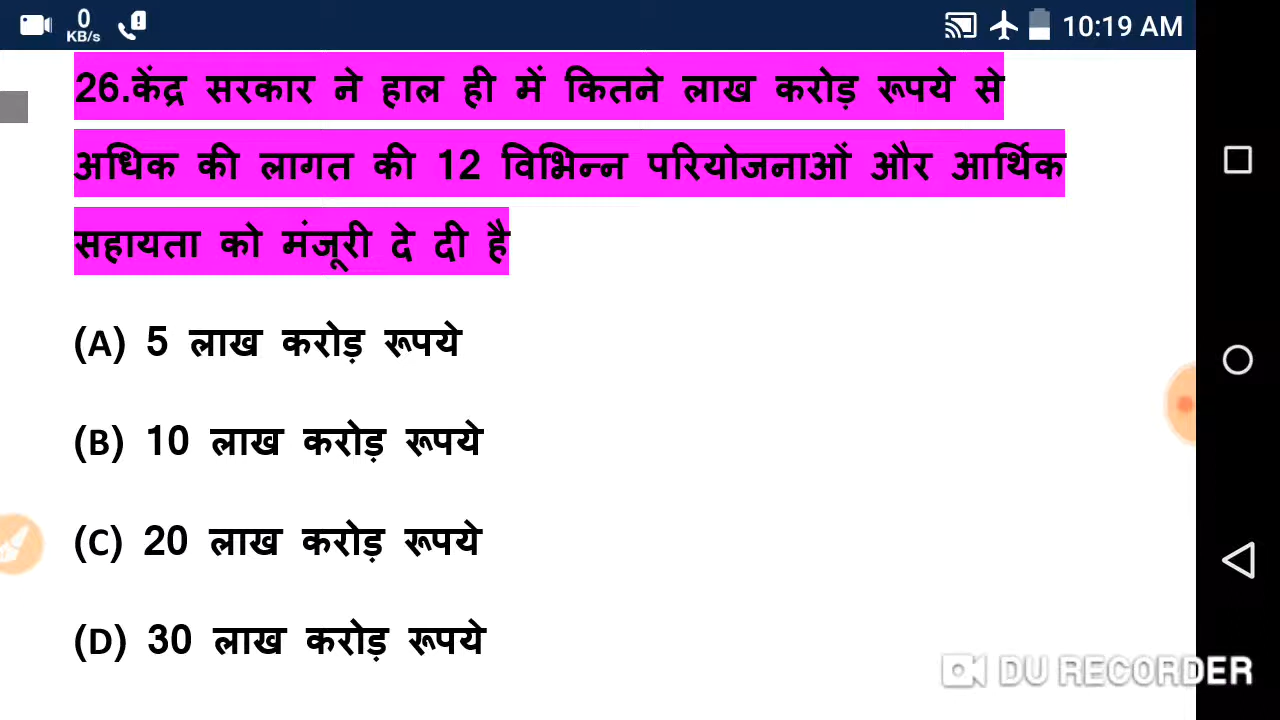 0
KB/s
10:19 AM
26.केंद्र सरकार ने हाल ही में कितने लाख करोड़ रूपये से
अधिक की लागत की 12 विभिन्न परियोजनाओं और आर्थिक
सहायता को मंजूरी दे दी है
(A) 5 लाख करोड़ रूपये
(B) 10 लाख करोड़ रूपये
(C) 20 लाख करोड़ रूपये
(D) 30 लाख करोड़ रूपये
DU RECORDER